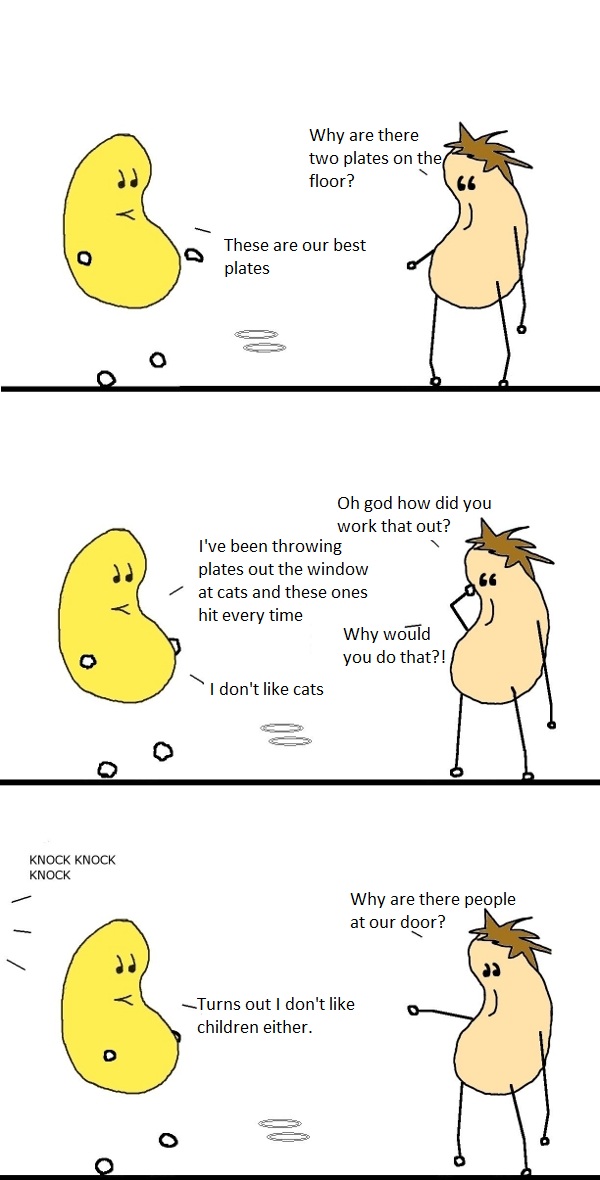 Why are there
two plates on the
floor?
These are our best
plates
Oh god how did you
work that out?
I've been throwing
plates out the window
at cats and these ones
hit every time
Why would
you do that?!
I don't like cats
KNOCK KNOCK
KNOCK
Why are there people
at our door?
Turns out I don't like
children either.